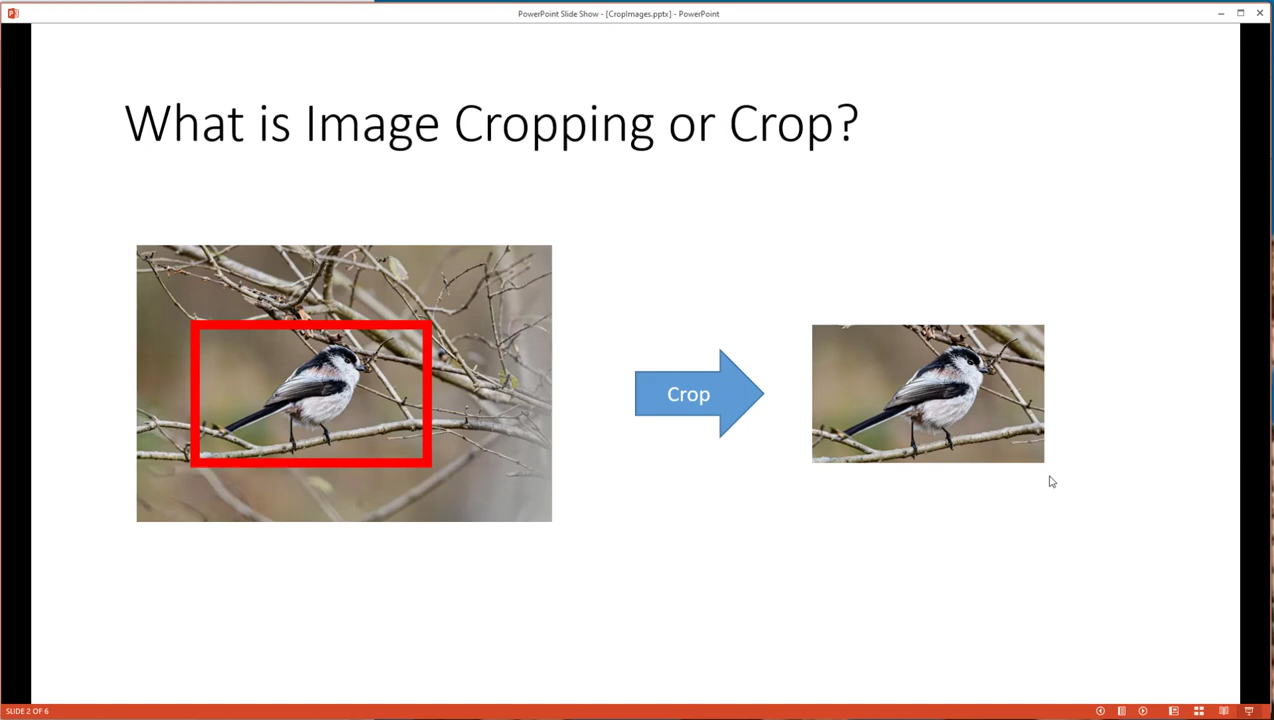 PowerPoint Slide Show - [CropImages.pptx] - PowerPoint
What is Image Cropping or Crop?
Crop
SLIDE 2 OF 6